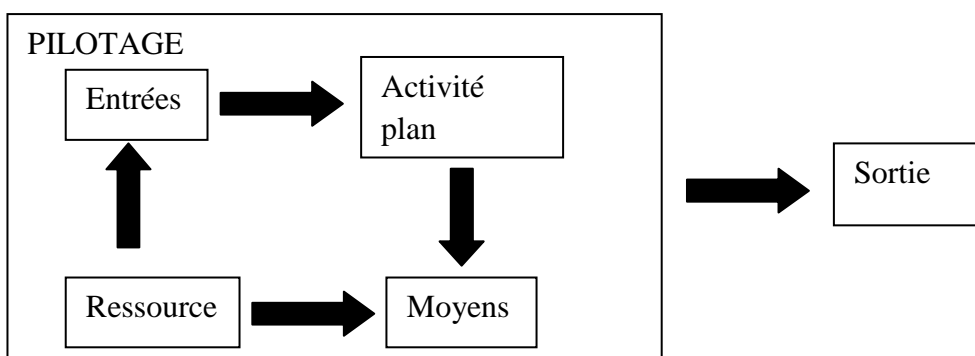 PILOTAGE
Entrées
Activité
plan
Sortie
Ressource
Moyens